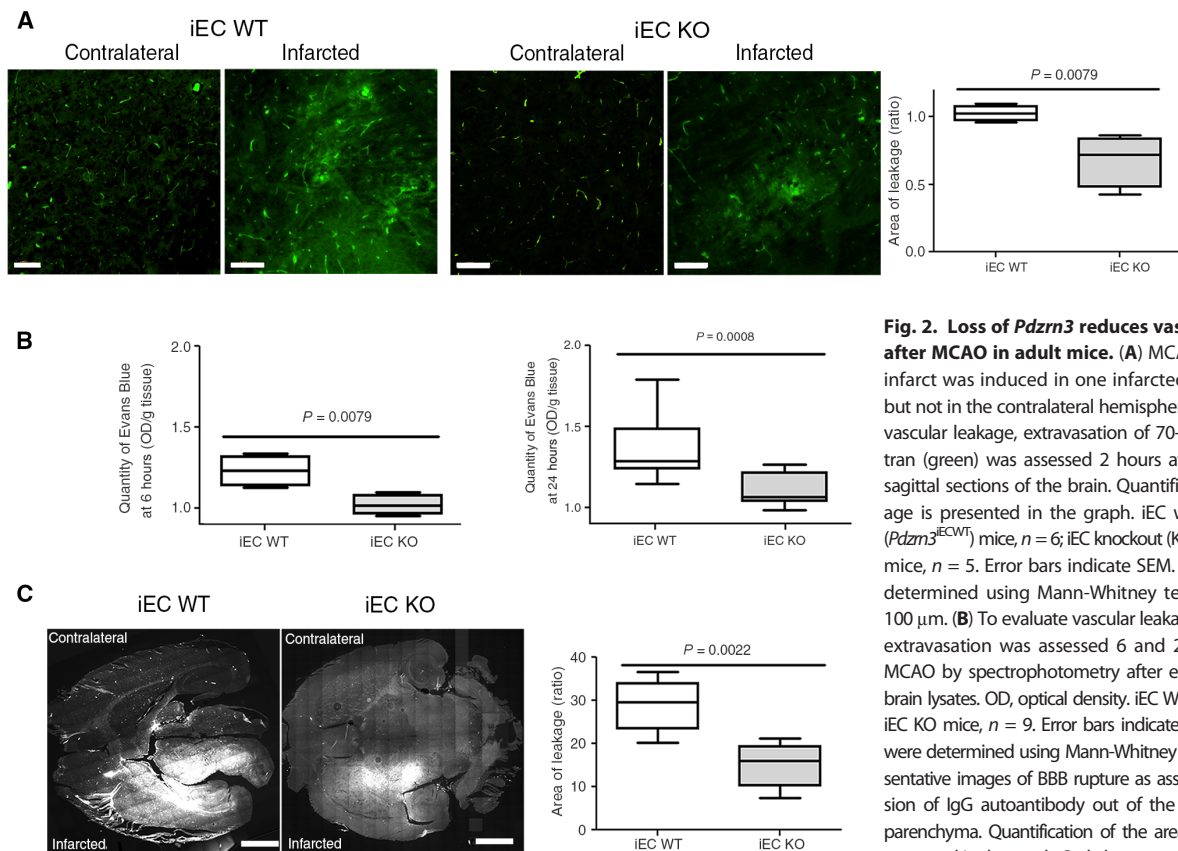 A
iEC WT
iEC KO
Contralateral
Infarcted
Contralateral
Infarcted
P = 0.0079
Area of leakage (ratio)
1.0
0.5
0.0
iEC WT
iEC KO
B
Quantity of Evans Blue
at 6 hours (OD/g tissue)
2.0
1.5
1.0
P = 0.0079
iEC WT
iEC KO
Quantity of Evans Blue
at 24 hours (OD/g tissue)
2.0
1.5
1.0
P = 0.0008
iEC WT
iEC KO
C
iEC WT
iEC KO
Contralateral
Infarcted
Contralateral
Infarcted
Area of leakage (ratio)
40
30
20
10
0
P = 0.0022
iEC WT
iEC KO
Fig. 2. Loss of Pdzrn3 reduces vas
after MCAO in adult mice. (A) MCA
infarct was induced in one infarcted
but not in the contralateral hemispher
vascular leakage, extravasation of 70-
tran (green) was assessed 2 hours a
sagittal sections of the brain. Quantifi
age is presented in the graph. iEC w
(Pdzrn3iECWT) mice, n = 6; iEC knockout (K
mice, n = 5. Error bars indicate SEM.
determined using Mann-Whitney te
100 μm. (B) To evaluate vascular leaka
extravasation was assessed 6 and 2
MCAO by spectrophotometry after e
brain lysates. OD, optical density. iEC W
iEC KO mice, n = 9. Error bars indicate
were determined using Mann-Whitney
sentative images of BBB rupture as ass
sion of IgG autoantibody out of the
parenchyma. Quantification of the area